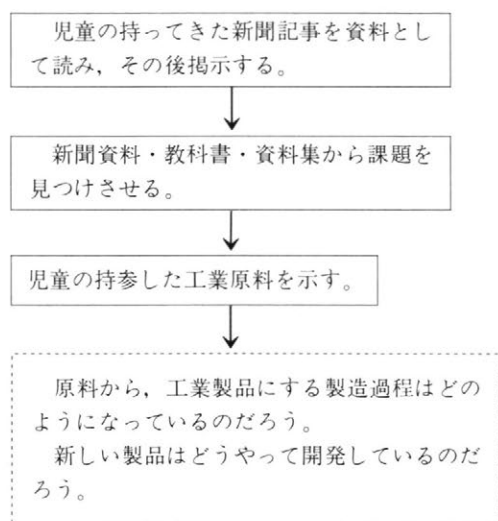 児童の持ってきた新聞記事を資料とし
て読み，その後掲示する。
新聞資料・教科書・資料集から課題を
見つけさせる。
児童の持参した工業原料を示す。
原料から，工業製品にする製造過程はどの
ようになっているのだろう。
新しい製品はどうやって開発しているのだ
ろう。